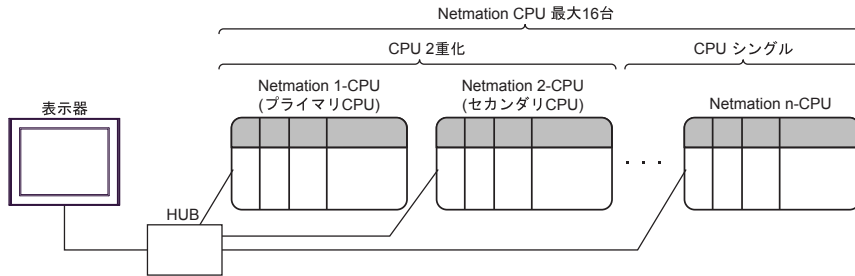 Netmation CPU 最大16台
CPU 2重化
CPU シングル
Netmation 1-CPU
(プライマリCPU)
Netmation 2-CPU
(セカンダリCPU)
Netmation n-CPU
表示器
・・・
HUB